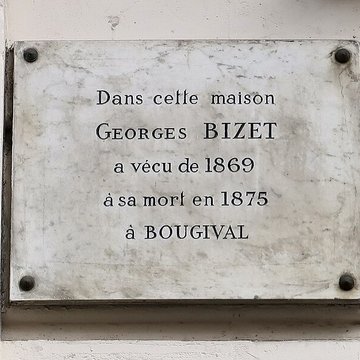 Dans cette maison
GEORGES BIZET
a vécu de 1869
à sa mort en 1875
à BOUGIVAL